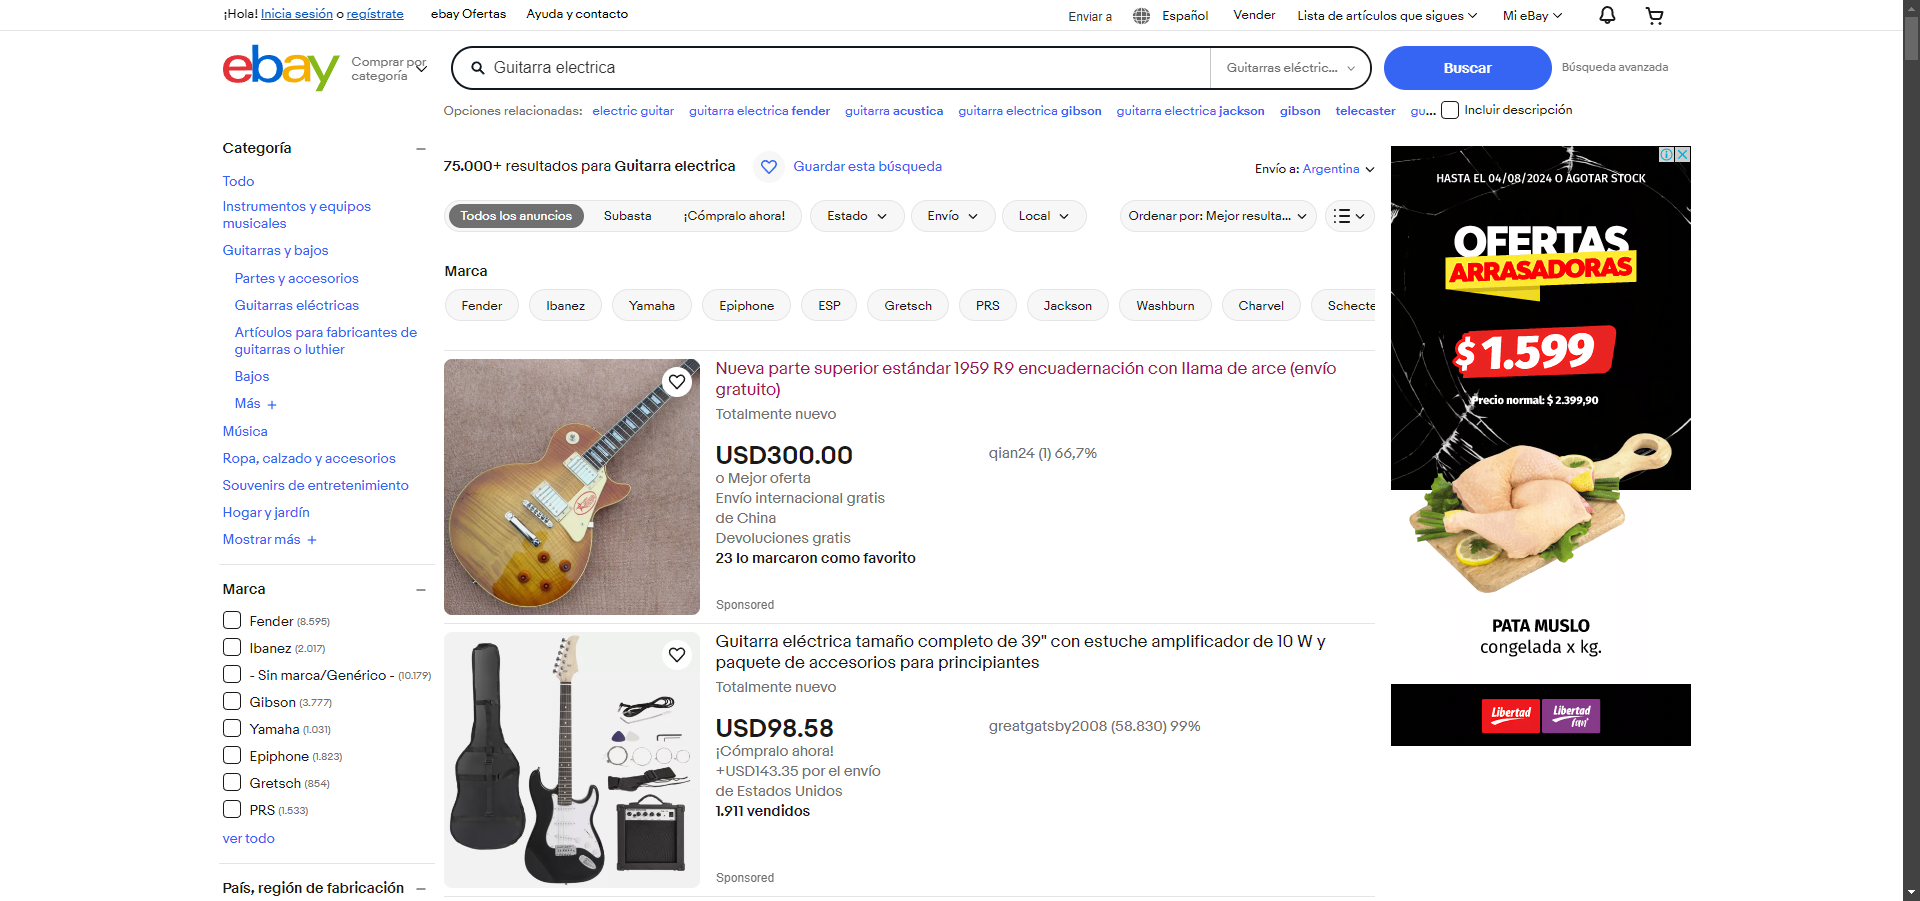 ¡Hola! Inicia sesión o regístrate
ebay Ofertas
Ayuda y contacto
Enviar a
Español
Vender
Lista de artículos que sigues
Mi eBay
ebay
Comprar por
categoría
Guitarra electrica
Guitarras eléctric...
Buscar
Búsqueda avanzada
Opciones relacionadas:
electric guitar
guitarra electrica fender
guitarra acustica
guitarra electrica gibson
guitarra electrica jackson
gibson
telecaster
gu...
Incluir descripción
Categoría
Todo
Instrumentos y equipos
musicales
Guitarras y bajos
Partes y accesorios
Guitarras eléctricas
Artículos para fabricantes de
guitarras o luthier
Bajos
Más +
Música
Ropa, calzado y accesorios
Souvenirs de entretenimiento
Hogar y jardín
Mostrar más +
Marca
Fender (8.595)
Ibanez (2.017)
- Sin marca/Genérico - (10.179)
Gibson (3.777)
Yamaha (1.031)
Epiphone (1.823)
Gretsch (854)
PRS (1.533)
ver todo
País, región de fabricación
75.000+ resultados para Guitarra electrica
Guardar esta búsqueda
Envío a: Argentina
Todos los anuncios
Subasta
¡Cómpralo ahora!
Estado
Envío
Local
Ordenar por: Mejor resulta...
Marca
Fender
Ibanez
Yamaha
Epiphone
ESP
Gretsch
PRS
Jackson
Washburn
Charvel
Schecte
Nueva parte superior estándar 1959 R9 encuadernación con llama de arce (envío
gratuito)
Totalmente nuevo
USD300.00
qian24 (1) 66,7%
o Mejor oferta
Envío internacional gratis
de China
Devoluciones gratis
23 lo marcaron como favorito
Sponsored
Guitarra eléctrica tamaño completo de 39" con estuche amplificador de 10 W y
paquete de accesorios para principiantes
Totalmente nuevo
USD98.58
greatgatsby2008 (58.830) 99%
¡Cómpralo ahora!
+USD143.35 por el envío
de Estados Unidos
1.911 vendidos
Sponsored
HASTA EL 04/08/2024 O AGOTAR STOCK
OFERTAS
ARRASADORAS
$1.599
Precio normal: $ 2.399,90
PATA MUSLO
congelada x kg.
Libertad
Libertad
fan